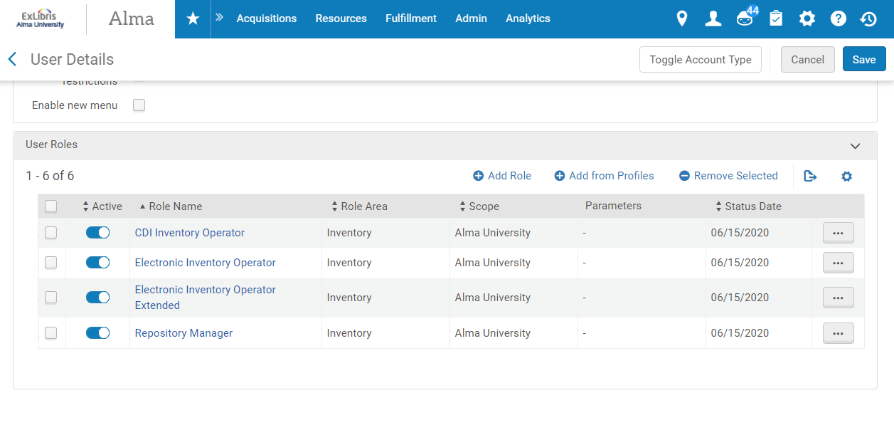 ExLibris
Alma University
Alma
Acquisitions Resources Fulfillment Admin Analytics
44
User Details
Toggle Account Type Cancel Save
restrictions
Enable new menu
User Roles
1 - 6 of 6
Add Role Add from Profiles Remove Selected
Active Role Name Role Area Scope Parameters Status Date
CDI Inventory Operator Inventory Alma University - 06/15/2020
Electronic Inventory Operator Inventory Alma University - 06/15/2020
Electronic Inventory Operator
Extended Inventory Alma University - 06/15/2020
Repository Manager Inventory Alma University - 06/15/2020